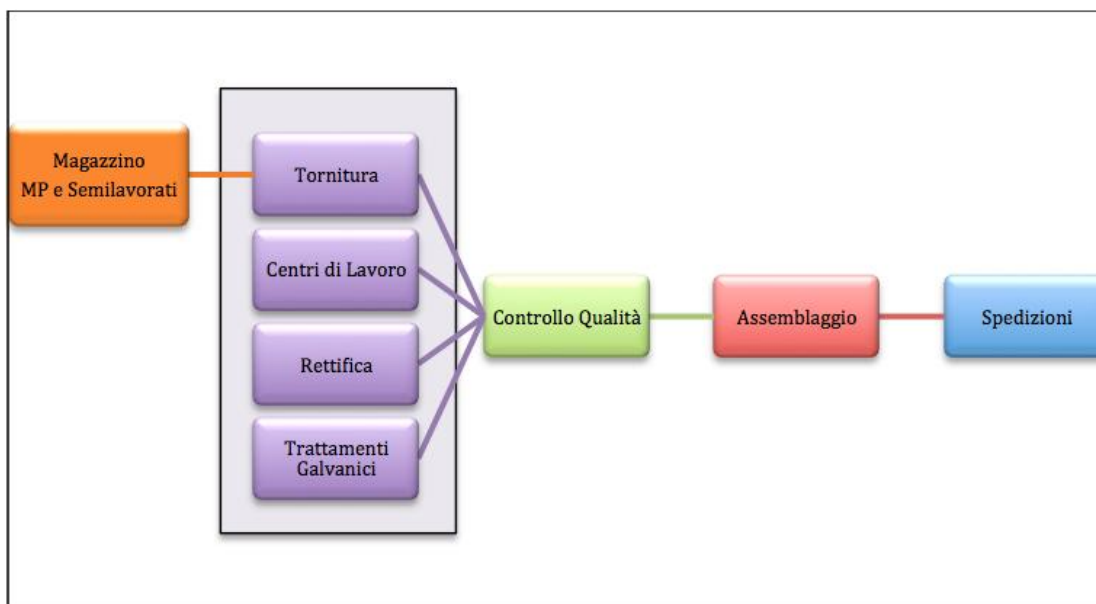 Magazzino
MP e Semilavorati
Tornitura
Centri di Lavoro
Rettifica
Trattamenti
Galvanici
Controllo Qualità
Assemblaggio
Spedizioni